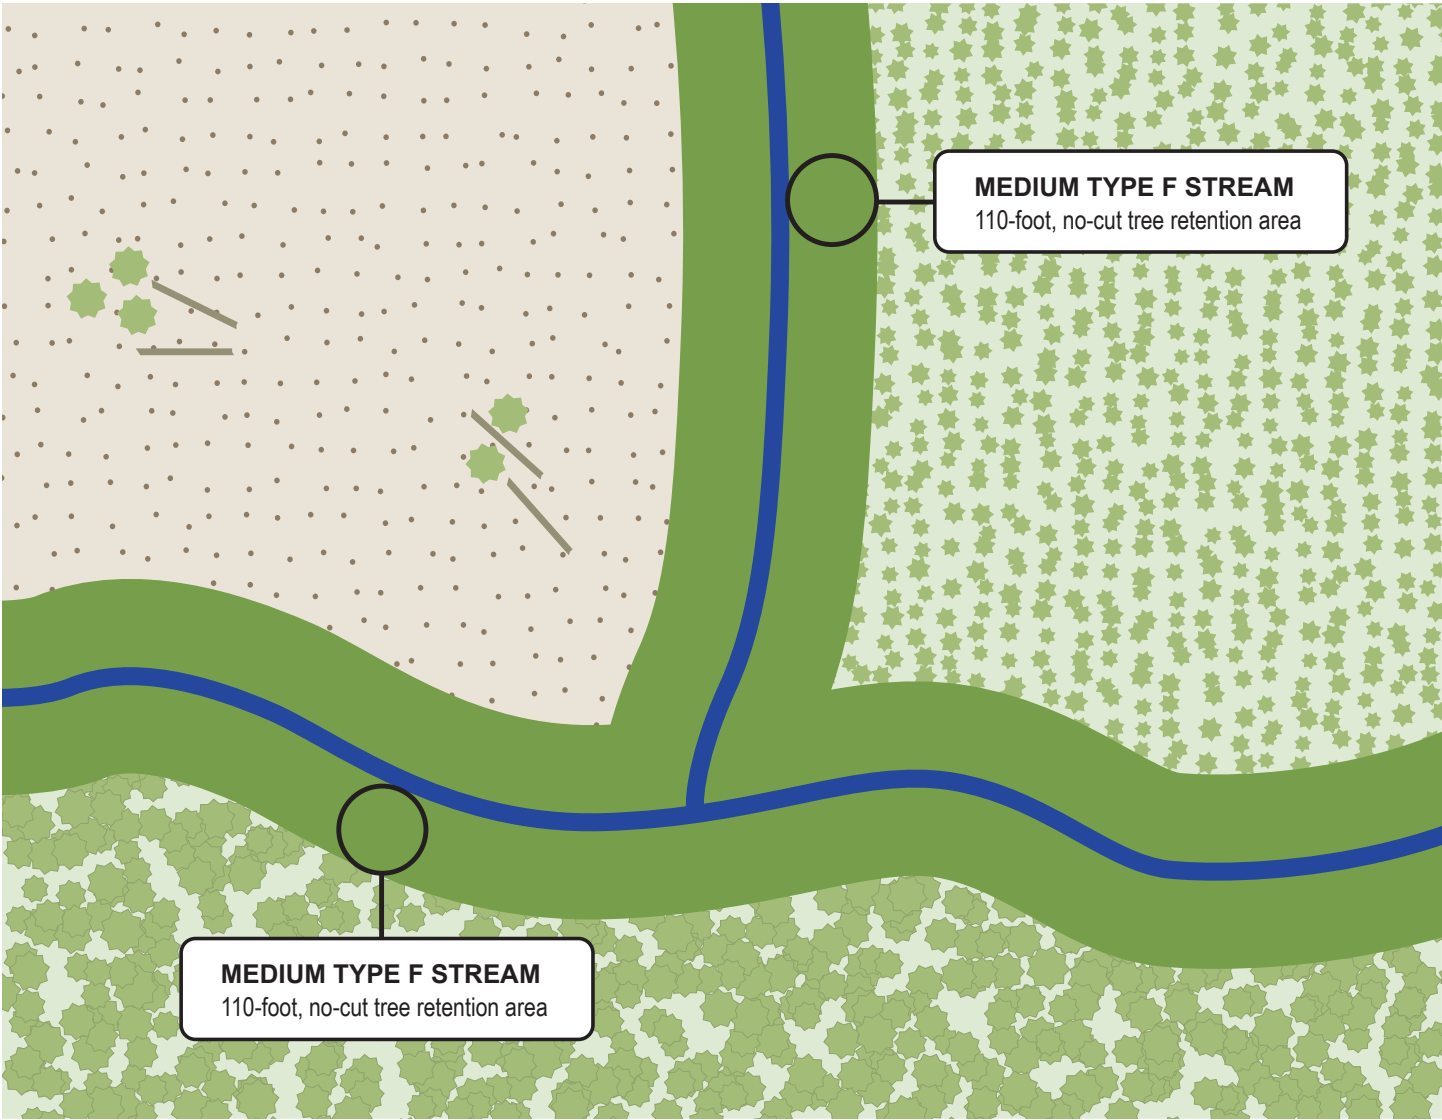 MEDIUM TYPE F STREAM
110-foot, no-cut tree retention area
MEDIUM TYPE F STREAM
110-foot, no-cut tree retention area